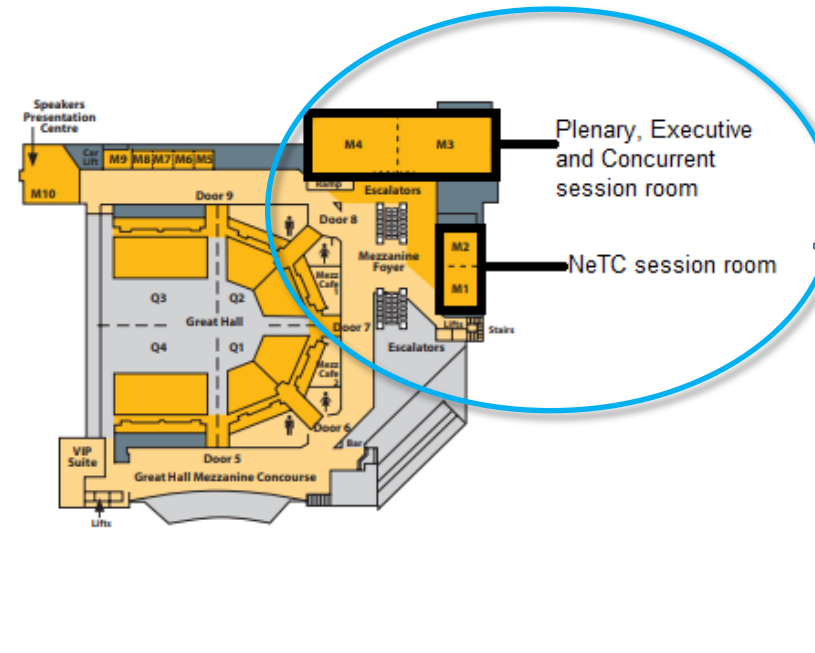 Speakers
Presentation
Centre
Car
Lift
M9 M8 M7 M6 M5
M4
M3
Plenary, Executive
and Concurrent
session room
M10
Door 9
Ramp
Escalators
Door 8
M2
Mezzanine
Foyer
NeTC session room
Mezz
Cafe
1
M1
Q3
Q2
Great Hall
Door 7
Lifts
Stairs
Q4
Q1
Escalators
Mezz
Cafe
2
Door 6
Bar
VIP
Suite
Door 5
Great Hall Mezzanine Concourse
Lifts